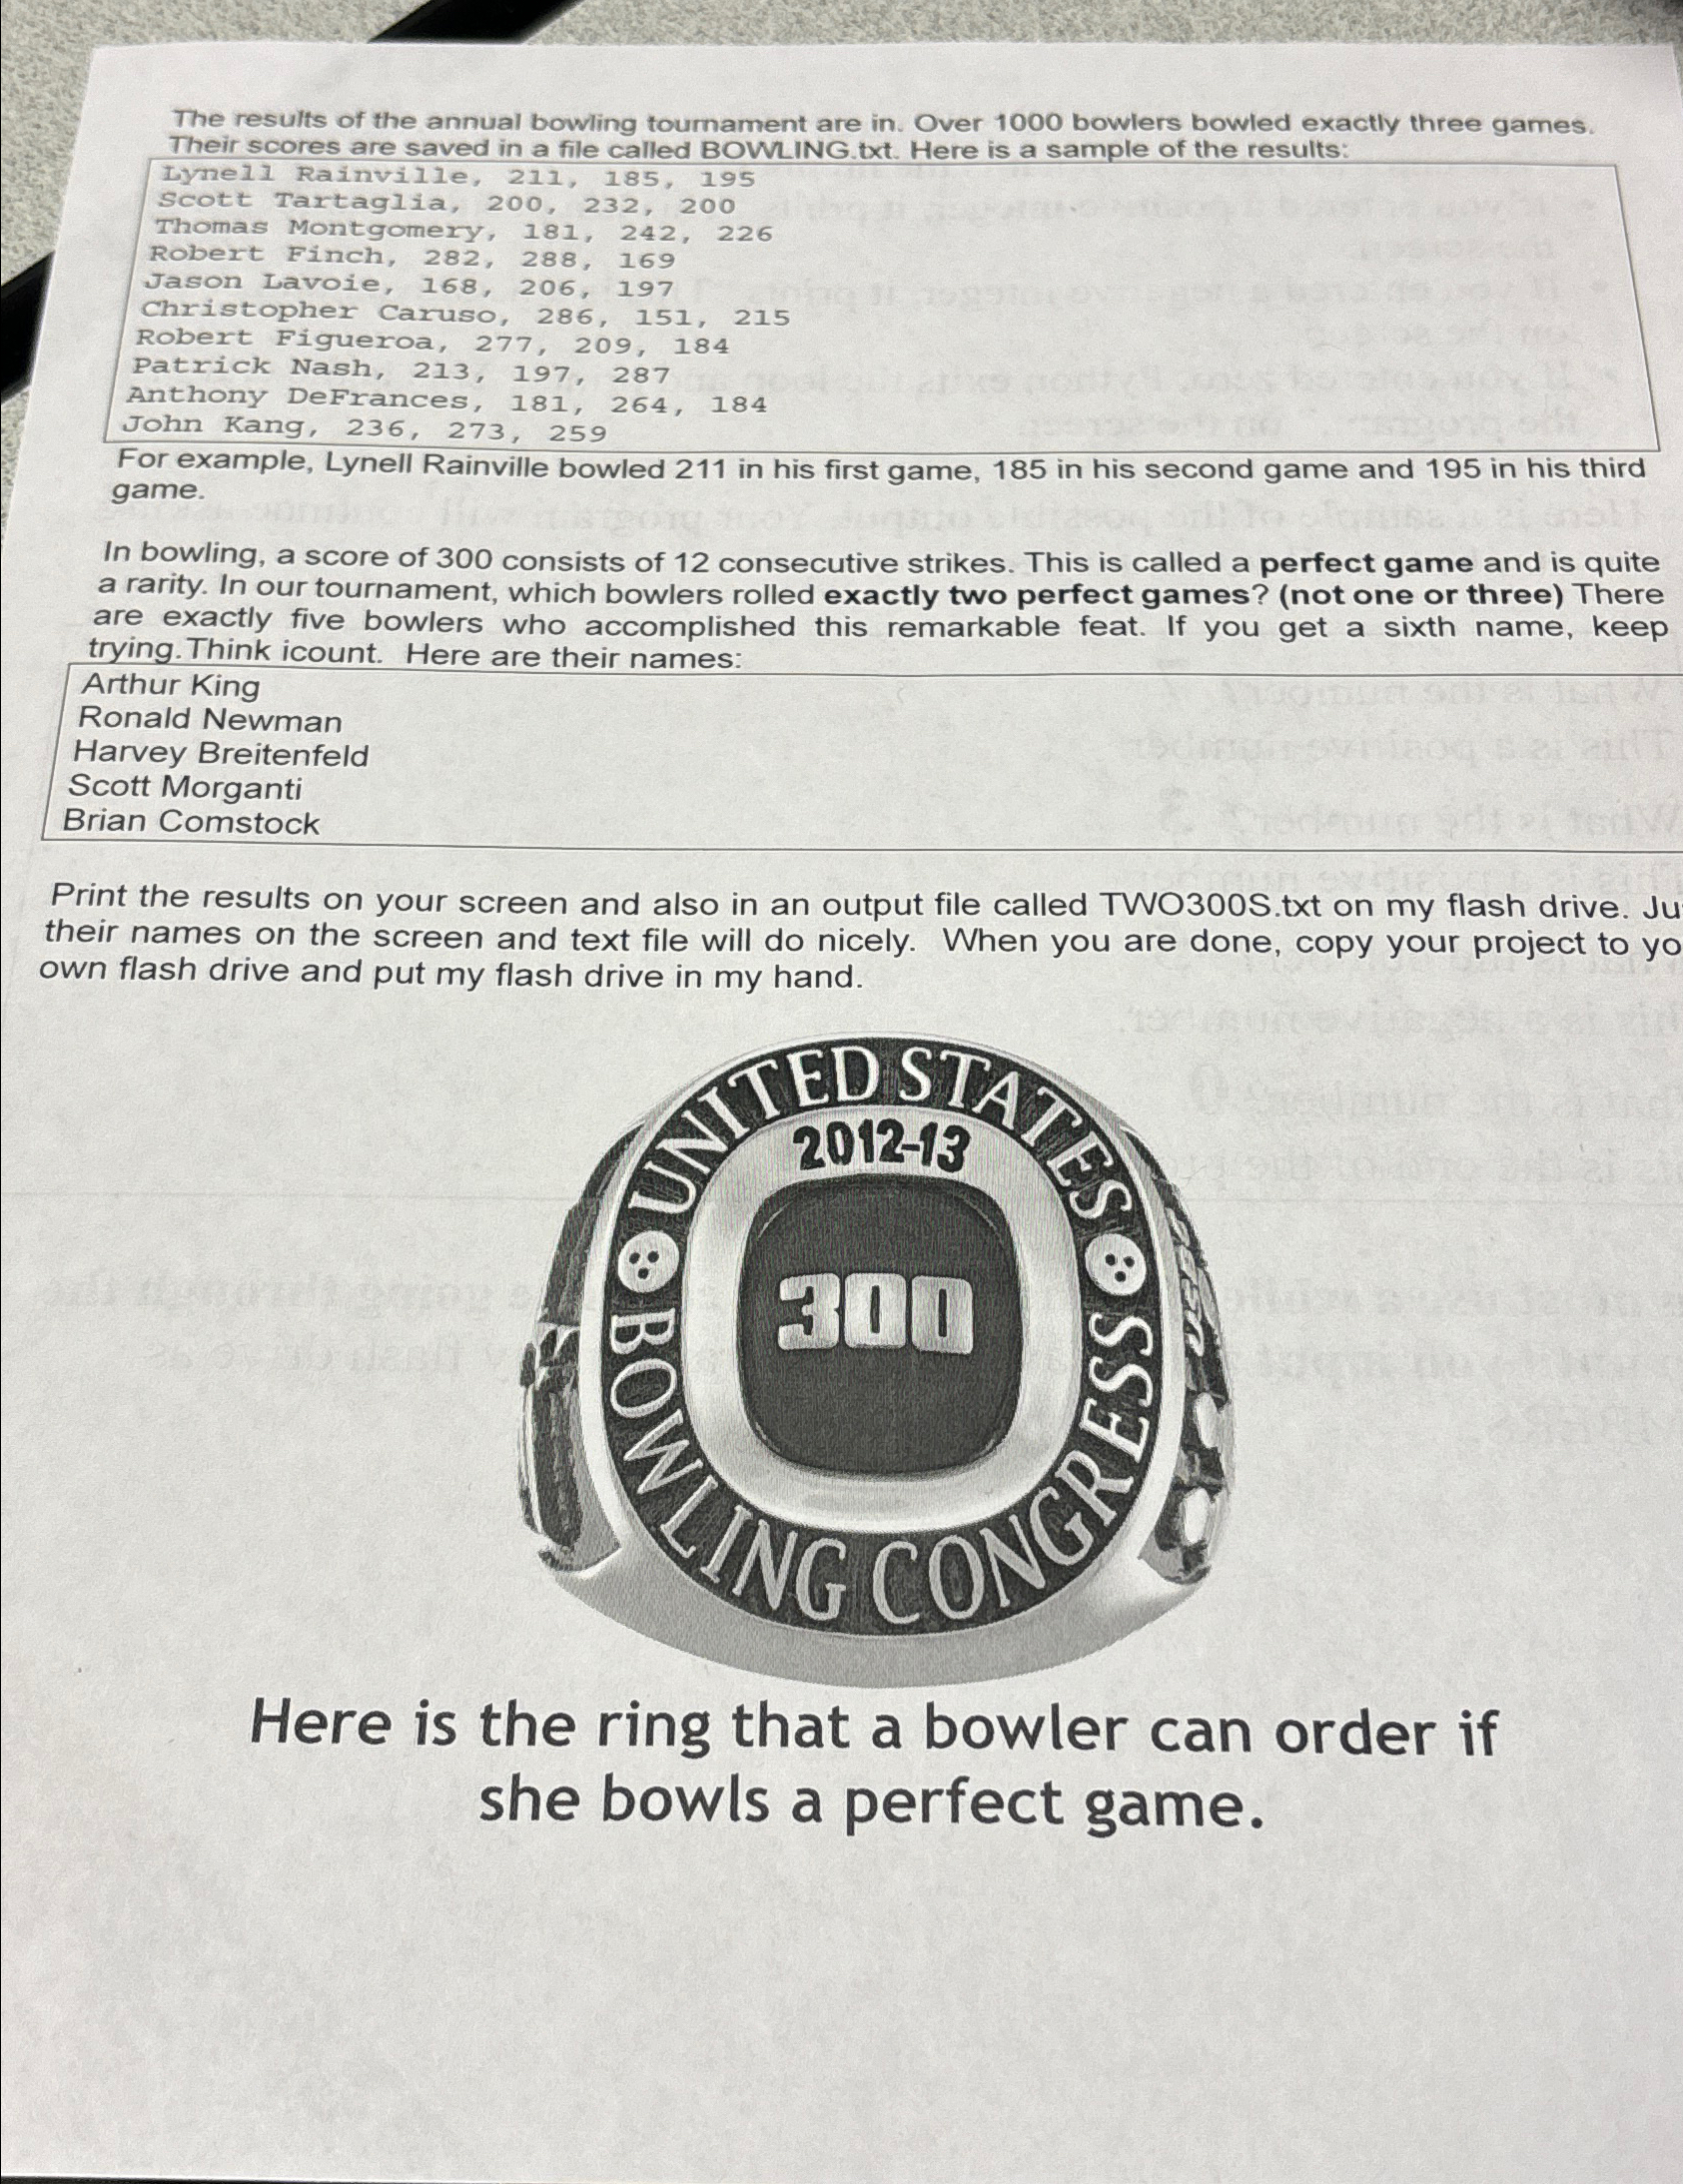 The results of the annual bowling tournament are in. Over 1000 bowlers bowled exactly three games.
Their scores are saved in a file called BOWLING.txt. Here is a sample of the results:
Lynell Rainville, 211, 185, 195
Scott Tartaglia, 200, 232, 200
Thomas Montgomery, 181, 242, 226
Robert Finch, 282, 288, 169
Jason Lavoie, 168, 206, 197
Christopher Caruso, 286, 151, 215
Robert Figueroa, 277, 209, 184
Patrick Nash, 213, 197, 287
Anthony DeFrances, 181, 264, 184
John Kang, 236, 273, 259
For example, Lynell Rainville bowled 211 in his first game, 185 in his second game and 195 in his third
game.
In bowling, a score of 300 consists of 12 consecutive strikes. This is called a perfect game and is quite
a rarity. In our tournament, which bowlers rolled exactly two perfect games? (not one or three) There
are exactly five bowlers who accomplished this remarkable feat. If you get a sixth name, keep
trying.Think icount. Here are their names:
Arthur King
Ronald Newman
Harvey Breitenfeld
Scott Morganti
Brian Comstock
Print the results on your screen and also in an output file called TWO300S.txt on my flash drive. Ju
their names on the screen and text file will do nicely. When you are done, copy your project to yo
own flash drive and put my flash drive in my hand.
UNITED STATES
2012-13
300
BOWLING CONGRESS
USBC
Here is the ring that a bowler can order if
she bowls a perfect game.